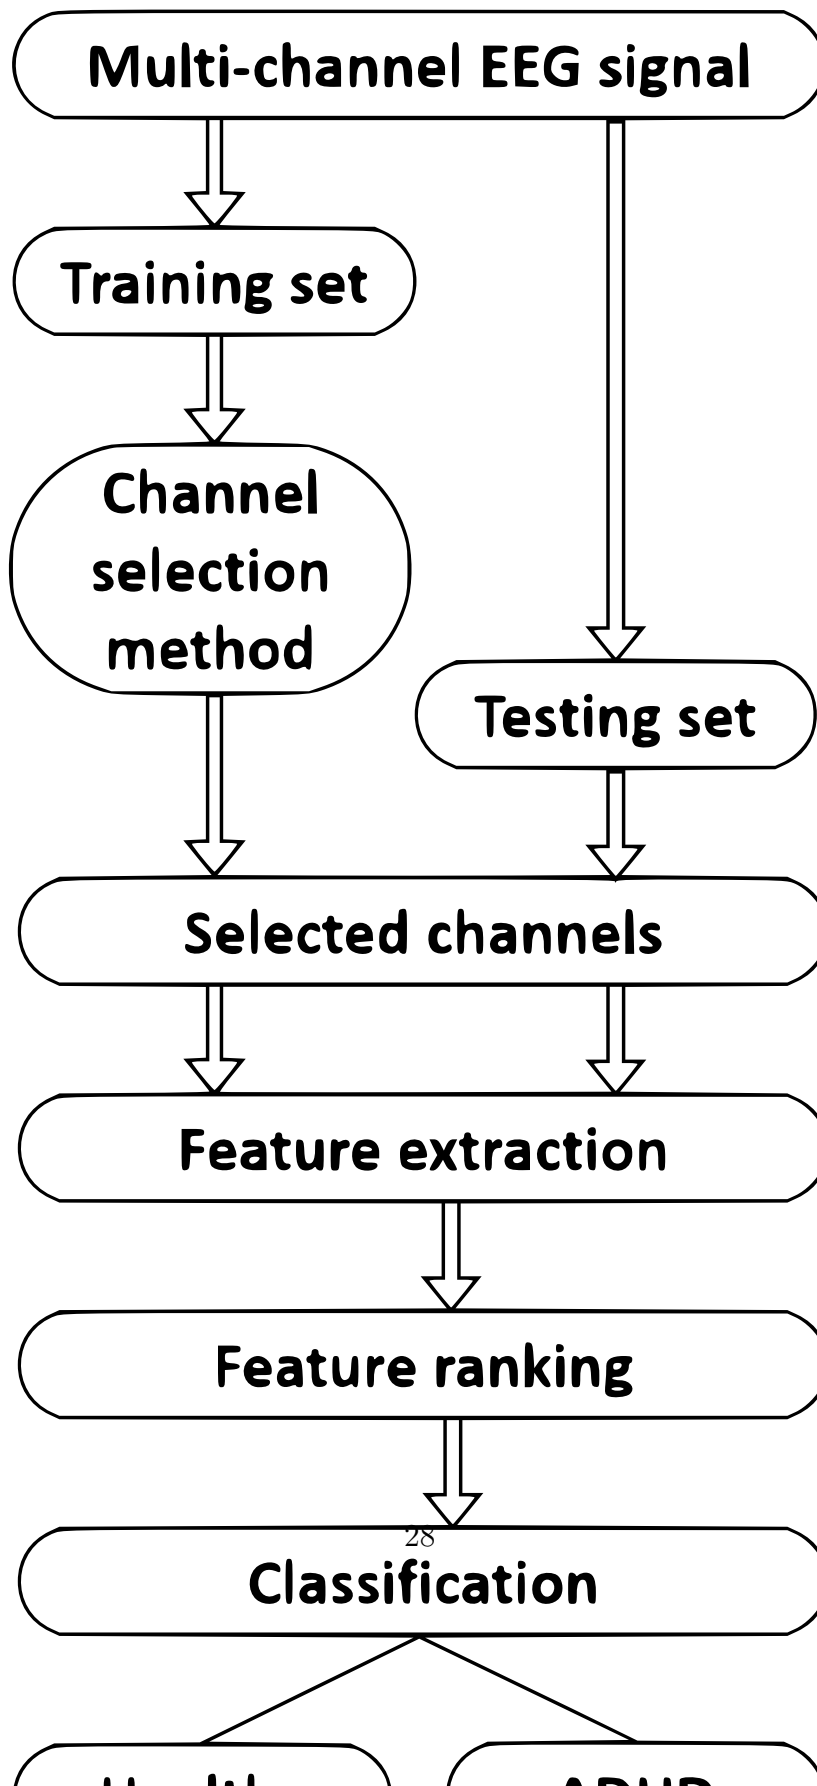 Multi-channel EEG signal
Training set
Channel
selection
method
Testing set
Selected channels
Feature extraction
Feature ranking
28
Classification
ADHD